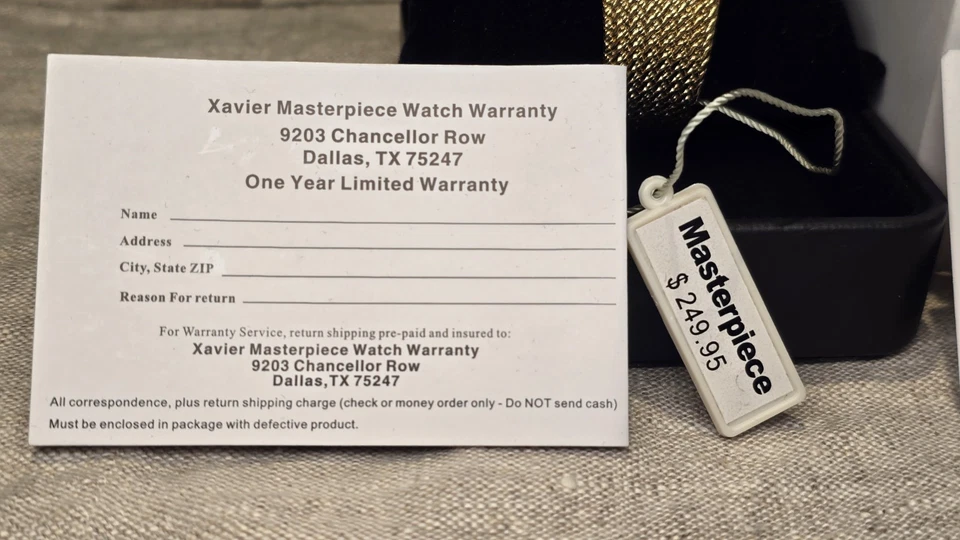 Xavier Masterpiece Watch Warranty
9203 Chancellor Row
Dallas, TX 75247
One Year Limited Warranty
Name
Address
City, State ZIP
Reason For return
For Warranty Service, return shipping pre-paid and insured to:
Xavier Masterpiece Watch Warranty
9203 Chancellor Row
Dallas,TX 75247
All correspondence, plus return shipping charge (check or money order only - Do NOT send cash)
Must be enclosed in package with defective product.
Masterpiece
$ 249.95